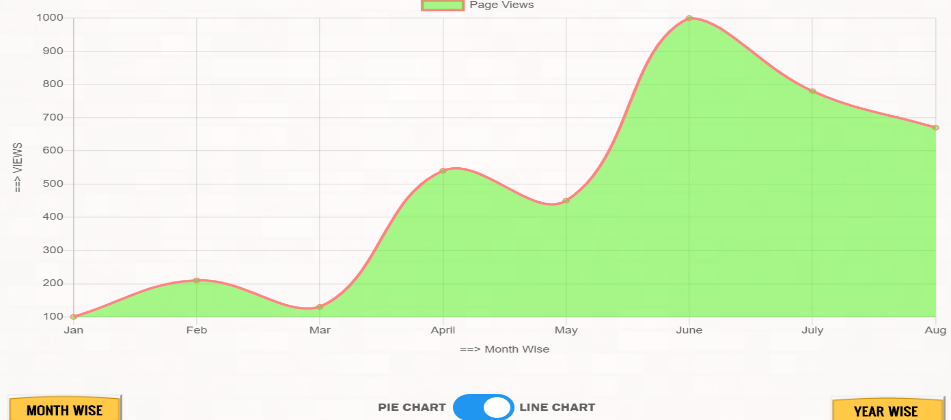 Page Views
1000
900
800
700
600
500
400
300
200
100
==> VIEWS
Jan Feb Mar April May June July Aug
==> Month Wise
PIE CHART LINE CHART
MONTH WISE YEAR WISE